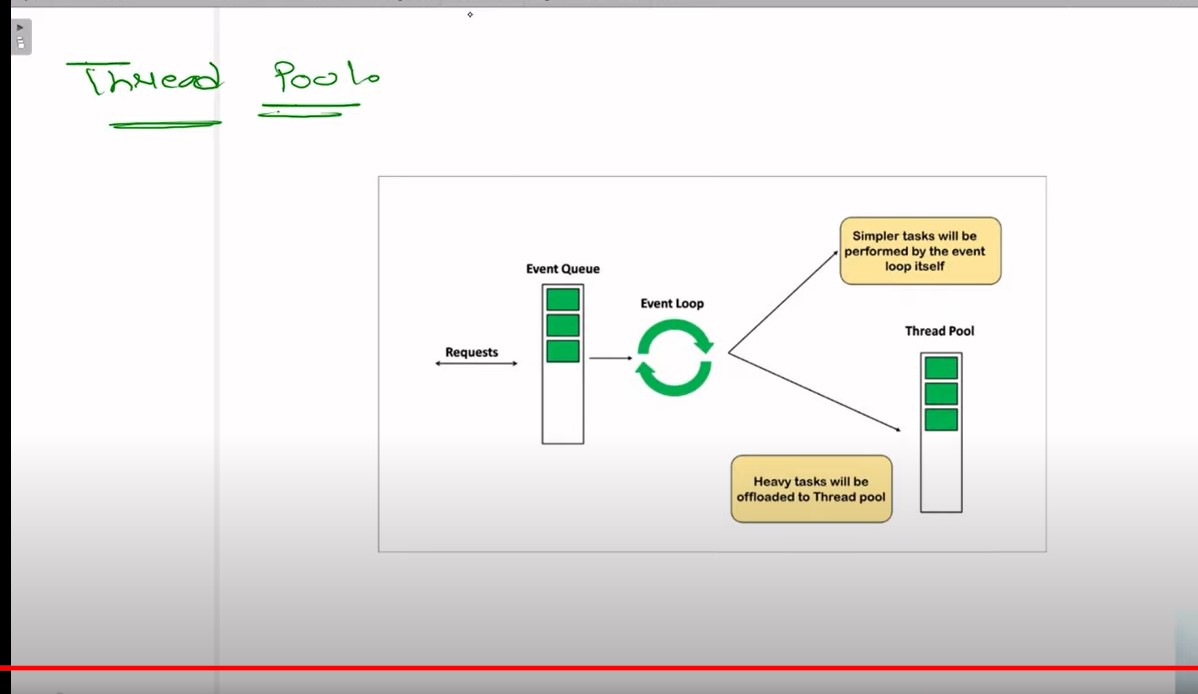 Thread Pool
Simpler tasks will be
performed by the event
loop itself
Event Queue
Event Loop
Thread Pool
Requests
Heavy tasks will be
offloaded to Thread pool